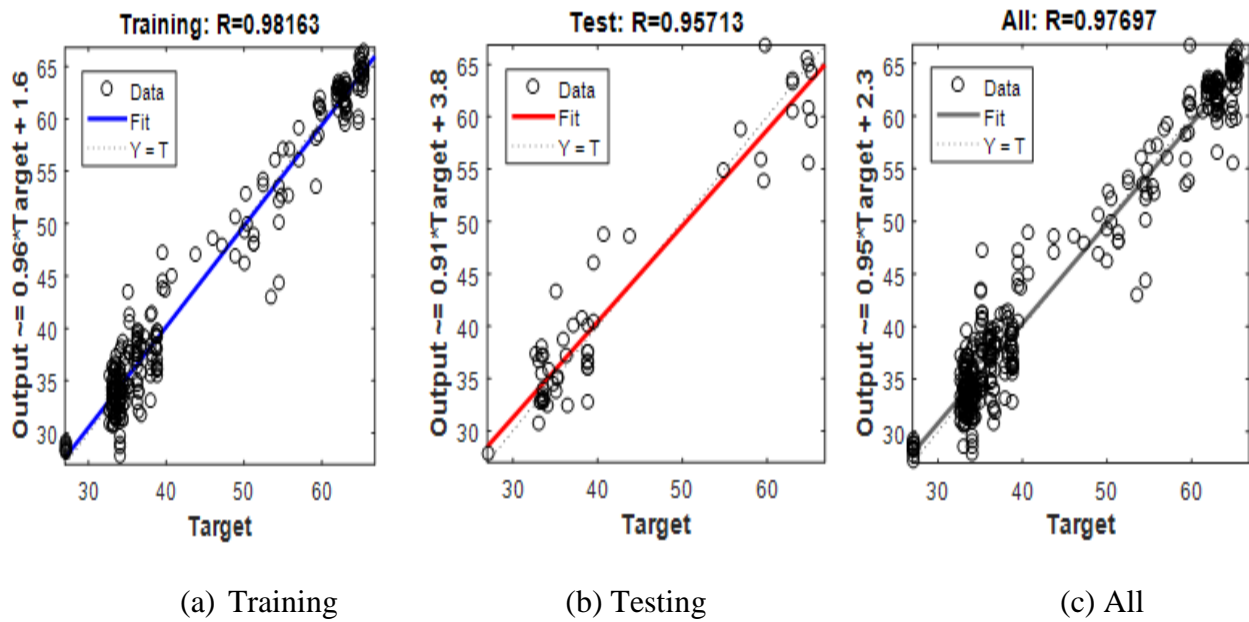 Training: R=0.98163
Output ~= 0.96*Target + 1.6
65
60
55
50
45
40
35
30
Data
Fit
Y = T
30
40
50
60
Target
Test: R=0.95713
Output ~= 0.91*Target + 3.8
65
60
55
50
45
40
35
30
Data
Fit
Y = T
30
40
50
60
Target
All: R=0.97697
Output ~= 0.95*Target + 2.3
65
60
55
50
45
40
35
30
Data
Fit
Y = T
30
40
50
60
Target
(a) Training
(b) Testing
(c) All